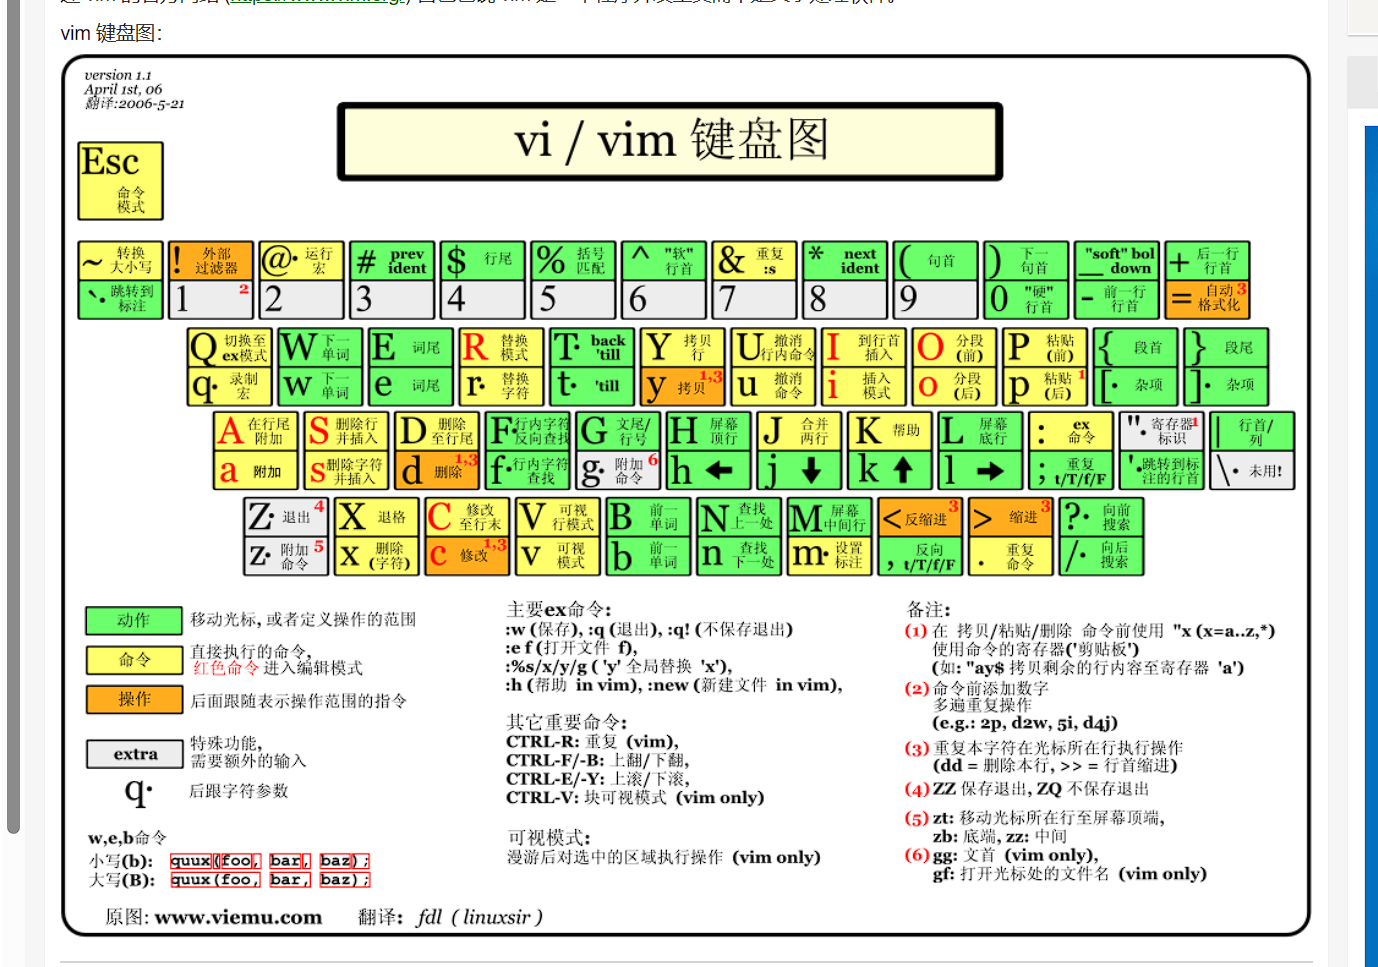 vim 键盘图：
version 1.1
April 1st, 06
翻译:2006-5-21
vi / vim 键盘图
Esc 命令 模式
~ 转换 大小写
! 外部 过滤器
@· 运行 宏
# prev ident
$ 行尾
% 括号 匹配
^ "软" 行首
& 重复 :s
* next ident
( 句首
) 下一 句首
"soft" bol _ down
+ 后一行 行首
`· 跳转到 标注
1 2
2
3
4
5
6
7
8
9
0 "硬" 行首
- 前一行 行首
= 自动 3 格式化
Q 切换至 ex模式
W 下一 单词
E 词尾
R 替换 模式
T· back 'till
Y 拷贝 行
U 撤消 行内命令
I 到行首 插入
O 分段 (前)
P 粘贴 (前)
{ 段首
} 段尾
q· 录制 宏
w 下一 单词
e 词尾
r· 替换 字符
t· 'till
y 拷贝 1,3
u 撤消 命令
i 插入 模式
o 分段 (后)
p 粘贴 1 (后)
[· 杂项
]· 杂项
A 在行尾 附加
S 删除行 并插入
D 删除 至行尾
F· 行内字符 反向查找
G 文尾/ 行号
H 屏幕 顶行
J 合并 两行
K 帮助
L 屏幕 底行
: ex 命令
"· 寄存器 1 标识
| 行首/ 列
a 附加
s 删除字符 并插入
d 删除 1,3
f· 行内字符 查找
g· 附加 6 命令
h ←
j ↓
k ↑
l →
; 重复 t/T/f/F
'· 跳转到标 注的行首
\· 未用!
Z· 退出 4
X 退格
C 修改 至行末
V 可视 行模式
B 前一 单词
N 查找 上一处
M 屏幕 中间行
< 反缩进 3
> 缩进 3
?· 向前 搜索
z· 附加 5 命令
x 删除 (字符)
c 修改 1,3
v 可视 模式
b 前一 单词
n 查找 下一处
m· 设置 标注
, 反向 t/T/f/F
. 重复 命令
/· 向后 搜索
动作 移动光标, 或者定义操作的范围
命令 直接执行的命令,
红色命令 进入编辑模式
操作 后面跟随表示操作范围的指令
extra 特殊功能,
需要额外的输入
q· 后跟字符参数
w,e,b命令
小写(b): quux(foo, bar, baz);
大写(B): quux(foo, bar, baz);
主要ex命令:
:w (保存), :q (退出), :q! (不保存退出)
:e f (打开文件 f),
:%s/x/y/g ( 'y' 全局替换 'x'),
:h (帮助 in vim), :new (新建文件 in vim),
其它重要命令:
CTRL-R: 重复 (vim),
CTRL-F/-B: 上翻/下翻,
CTRL-E/-Y: 上滚/下滚,
CTRL-V: 块可视模式 (vim only)
可视模式:
漫游后对选中的区域执行操作 (vim only)
备注:
(1) 在 拷贝/粘贴/删除 命令前使用 "x (x=a..z,*)
使用命令的寄存器('剪贴板')
(如: "ay$ 拷贝剩余的行内容至寄存器 'a')
(2) 命令前添加数字
多遍重复操作
(e.g.: 2p, d2w, 5i, d4j)
(3) 重复本字符在光标所在行执行操作
(dd = 删除本行, >> = 行首缩进)
(4) ZZ 保存退出, ZQ 不保存退出
(5) zt: 移动光标所在行至屏幕顶端,
zb: 底端, zz: 中间
(6) gg: 文首 (vim only),
gf: 打开光标处的文件名 (vim only)
原图: www.viemu.com 翻译: fdl ( linuxsir )